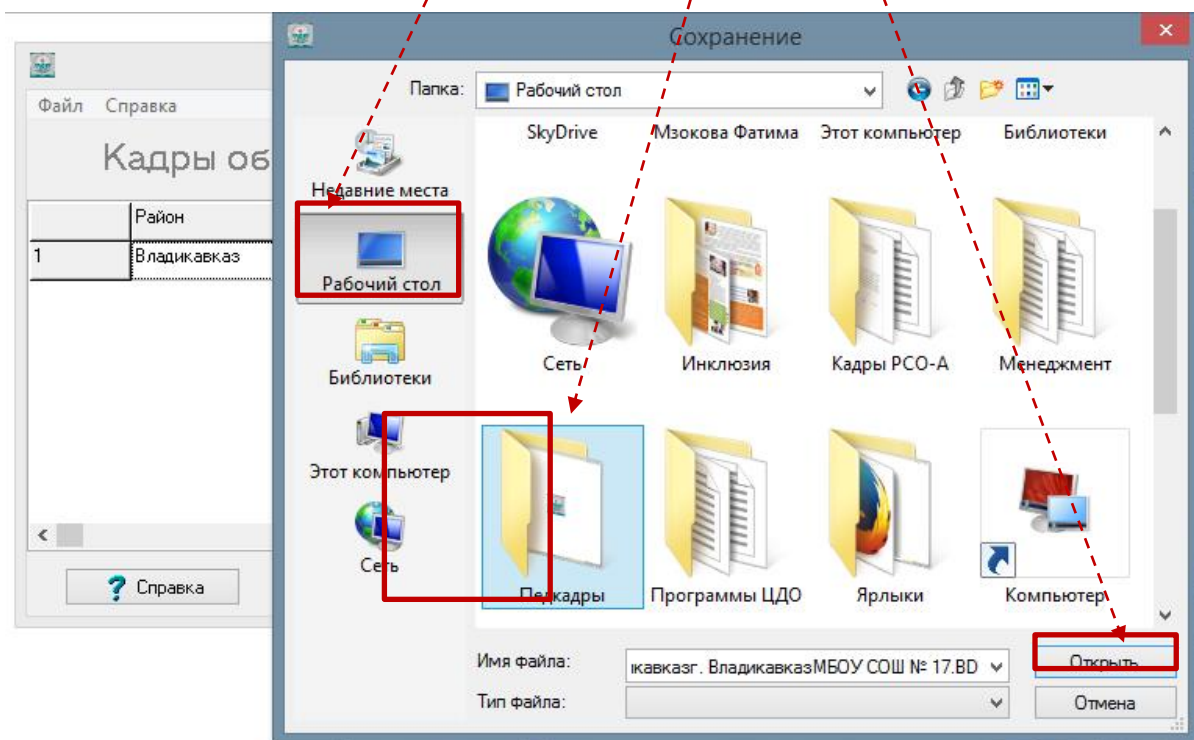 Файл Справка
Кадры об
Район
1 Владикавказ
Справка
Сохранение
Папка: Рабочий стол
Недавние места
Рабочий стол
Библиотеки
Этот компьютер
Сеть
SkyDrive Мзокова Фатима Этот компьютер Библиотеки
Сеть Инклюзия Кадры РСО-А Менеджмент
Педкадры Программы ЦДО Ярлыки Компьютер
Имя файла: кавказг. ВладикавказМБОУ СОШ № 17.BD
Открыть
Тип файла:
Отмена